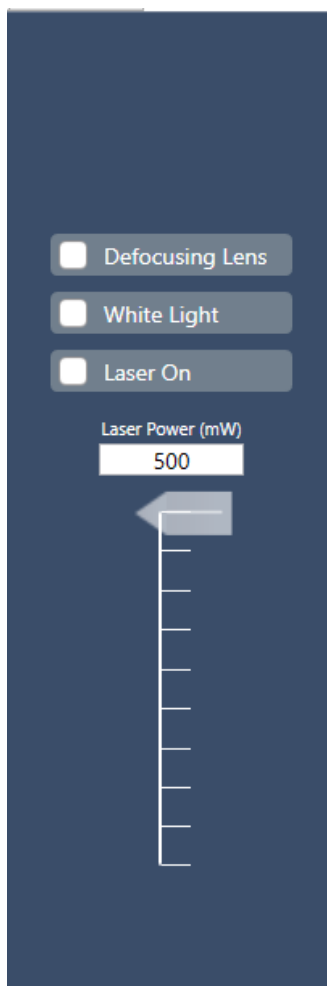 Defocusing Lens
White Light
Laser On
Laser Power (mW)
500